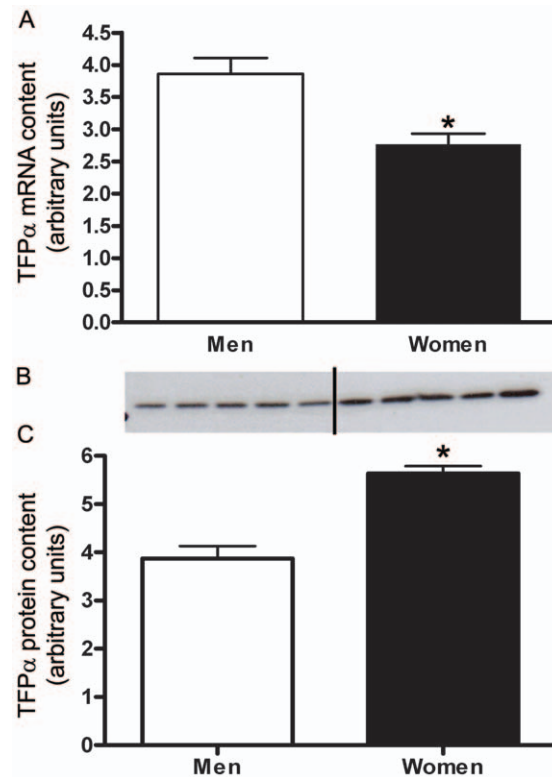 A
TFPα mRNA content
(arbitrary units)
4.5
4.0
3.5
3.0
2.5
2.0
1.5
1.0
0.5
0.0
*
Men Women
B
C
TFPα protein content
(arbitrary units)
6
5
4
3
2
1
0
*
Men Women